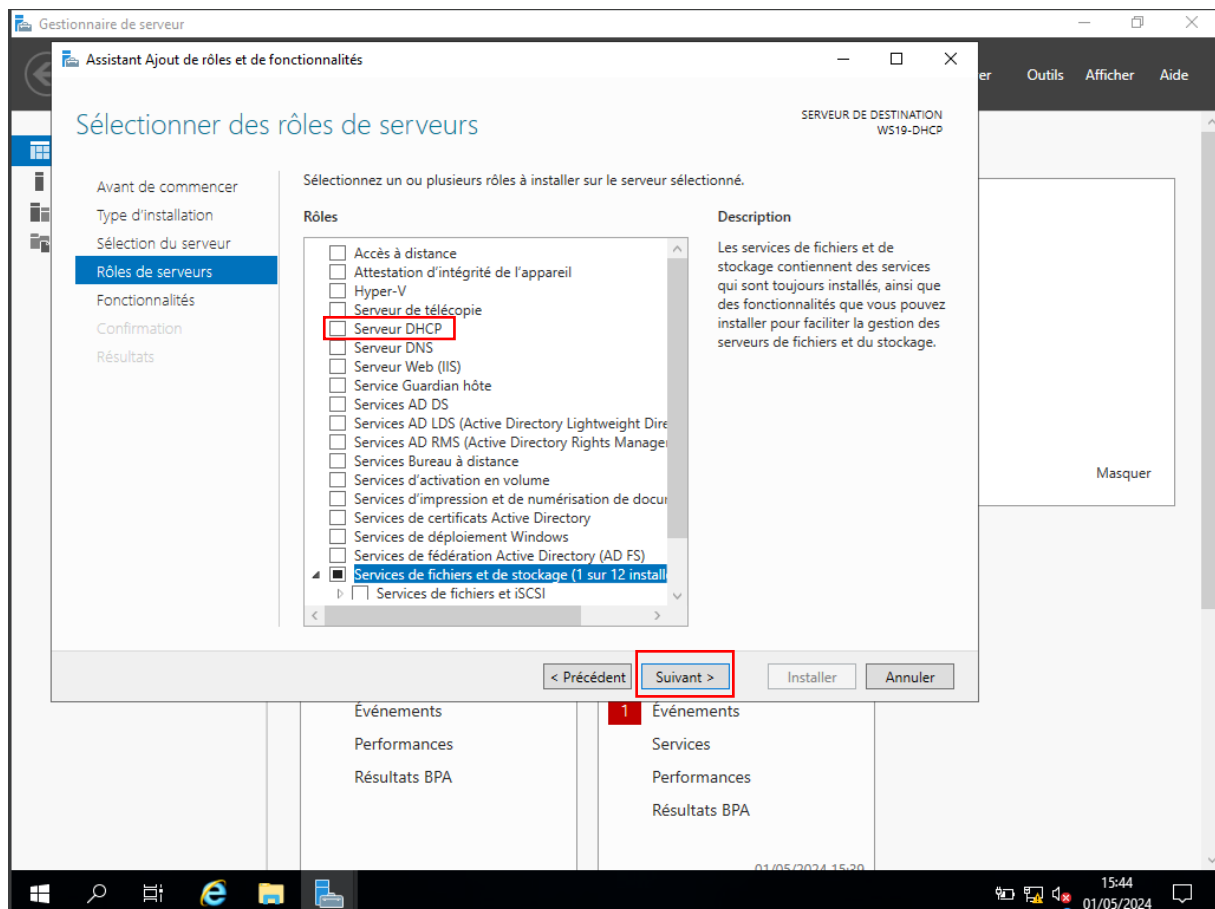 Gestionnaire de serveur
Assistant Ajout de rôles et de fonctionnalités
Outils Afficher Aide
Sélectionner des rôles de serveurs
SERVEUR DE DESTINATION
WS19-DHCP
Avant de commencer
Type d'installation
Sélection du serveur
Rôles de serveurs
Fonctionnalités
Confirmation
Résultats
Sélectionnez un ou plusieurs rôles à installer sur le serveur sélectionné.
Rôles
Accès à distance
Attestation d'intégrité de l'appareil
Hyper-V
Serveur de télécopie
Serveur DHCP
Serveur DNS
Serveur Web (IIS)
Service Guardian hôte
Services AD DS
Services AD LDS (Active Directory Lightweight Dire
Services AD RMS (Active Directory Rights Manage
Services Bureau à distance
Services d'activation en volume
Services d'impression et de numérisation de docu
Services de certificats Active Directory
Services de déploiement Windows
Services de fédération Active Directory (AD FS)
Services de fichiers et de stockage (1 sur 12 install
Services de fichiers et iSCSI
Description
Les services de fichiers et de
stockage contiennent des services
qui sont toujours installés, ainsi que
des fonctionnalités que vous pouvez
installer pour faciliter la gestion des
serveurs de fichiers et du stockage.
Masquer
< Précédent
Suivant >
Installer
Annuler
Événements
Performances
Résultats BPA
1 Événements
Services
Performances
Résultats BPA
01/05/2024 15:39
15:44
01/05/2024